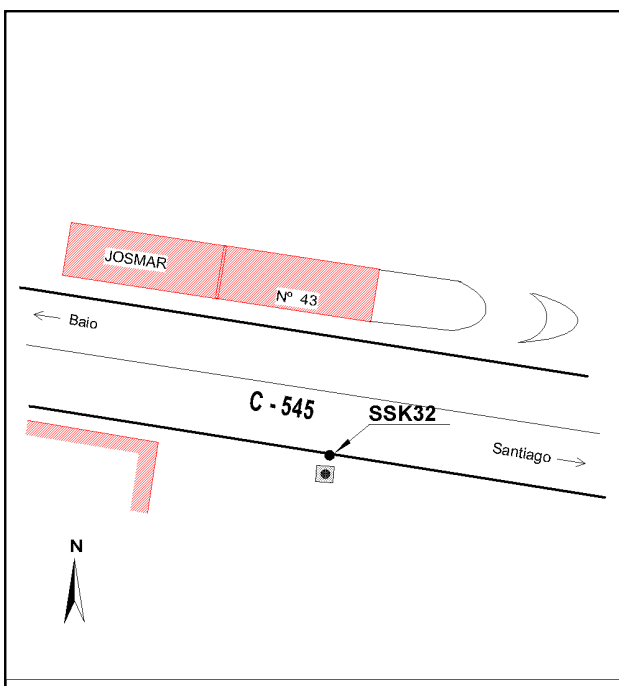 JOSMAR
Nº 43
← Baio
C - 545
SSK32
Santiago →
N